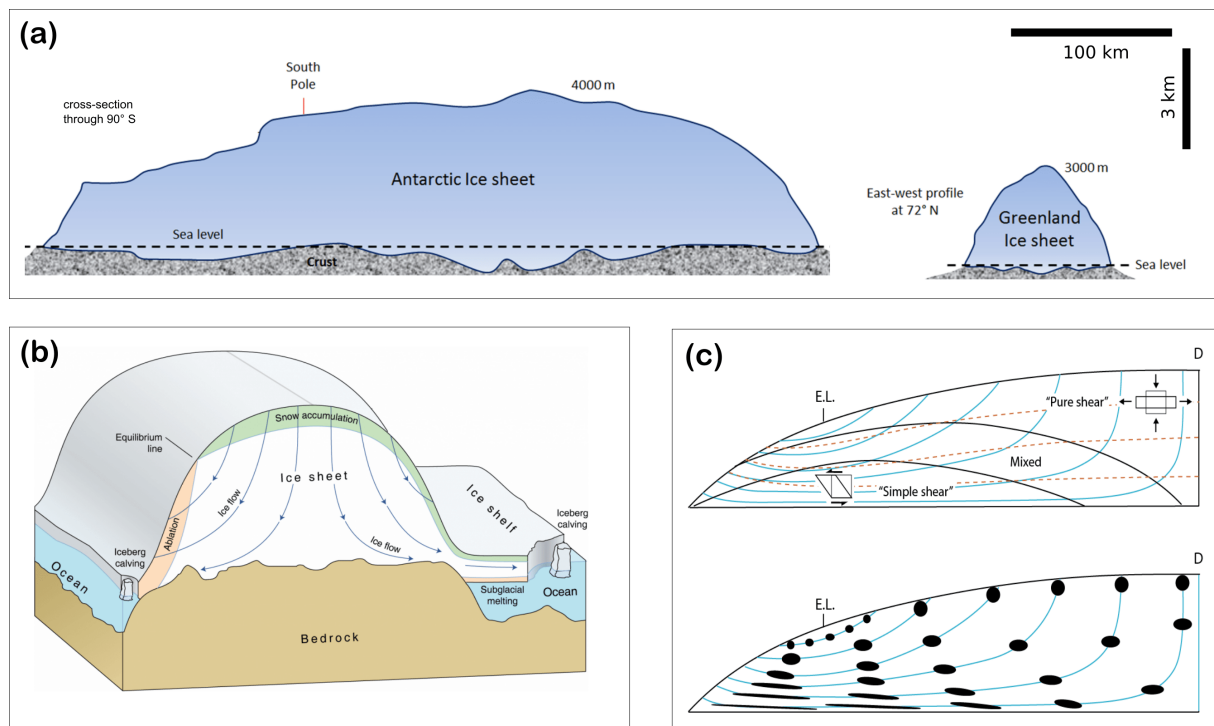 (a)
100 km
3 km
South
Pole
4000 m
cross-section
through 90° S
Antarctic Ice sheet
3000 m
East-west profile
at 72° N
Greenland
Ice sheet
Sea level
Crust
Sea level
(b)
Snow accumulation
Equilibrium
line
Ice sheet
Ice flow
Ablation
Ice shelf
Iceberg
calving
Iceberg
calving
Ice flow
Ocean
Subglacial
melting
Ocean
Bedrock
(c)
D
E.L.
"Pure shear"
Mixed
"Simple shear"
D
E.L.